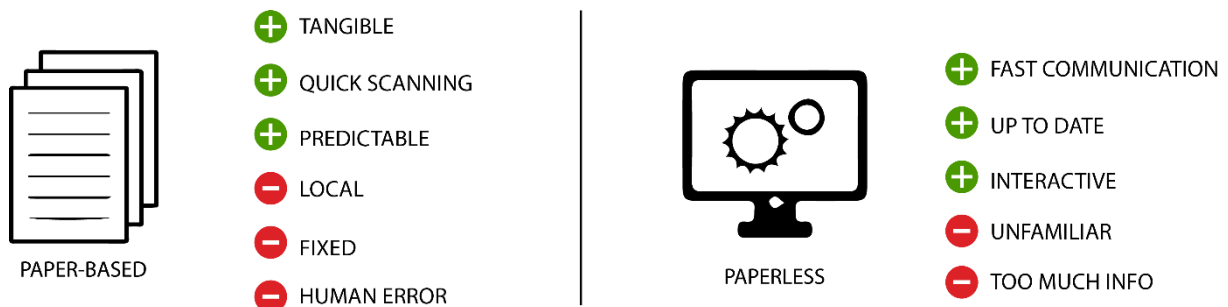 TANGIBLE
QUICK SCANNING
PREDICTABLE
LOCAL
FIXED
HUMAN ERROR
PAPER-BASED
FAST COMMUNICATION
UP TO DATE
INTERACTIVE
UNFAMILIAR
TOO MUCH INFO
PAPERLESS